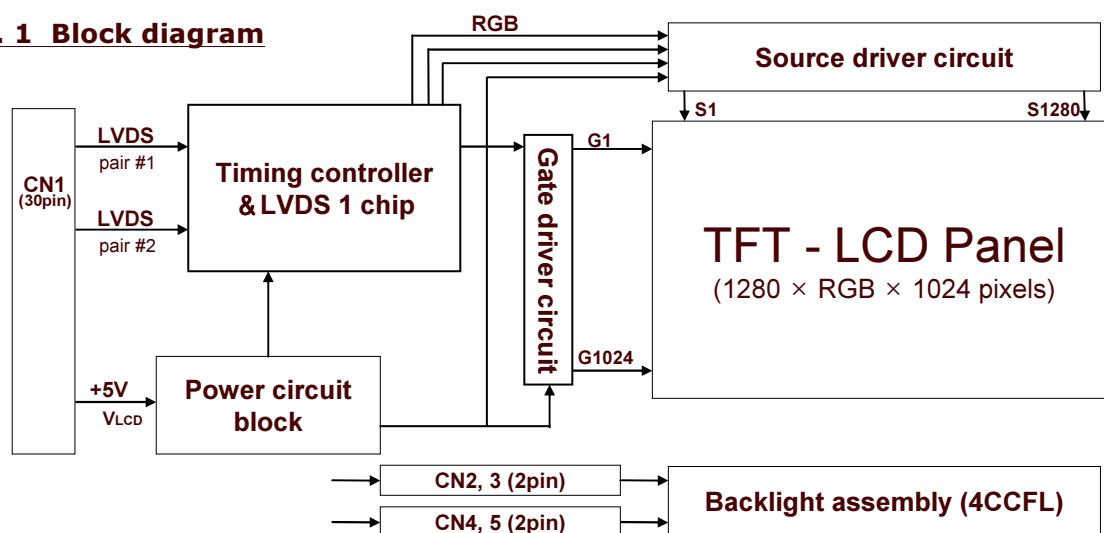 . 1 Block diagram
RGB
Source driver circuit
S1
S1280
CN1
(30pin)
LVDS
pair #1
LVDS
pair #2
Timing controller
&LVDS 1 chip
G1
Gate driver circuit
G1024
TFT - LCD Panel
(1280 × RGB × 1024 pixels)
+5V
VLCD
Power circuit
block
CN2, 3 (2pin)
CN4, 5 (2pin)
Backlight assembly (4CCFL)